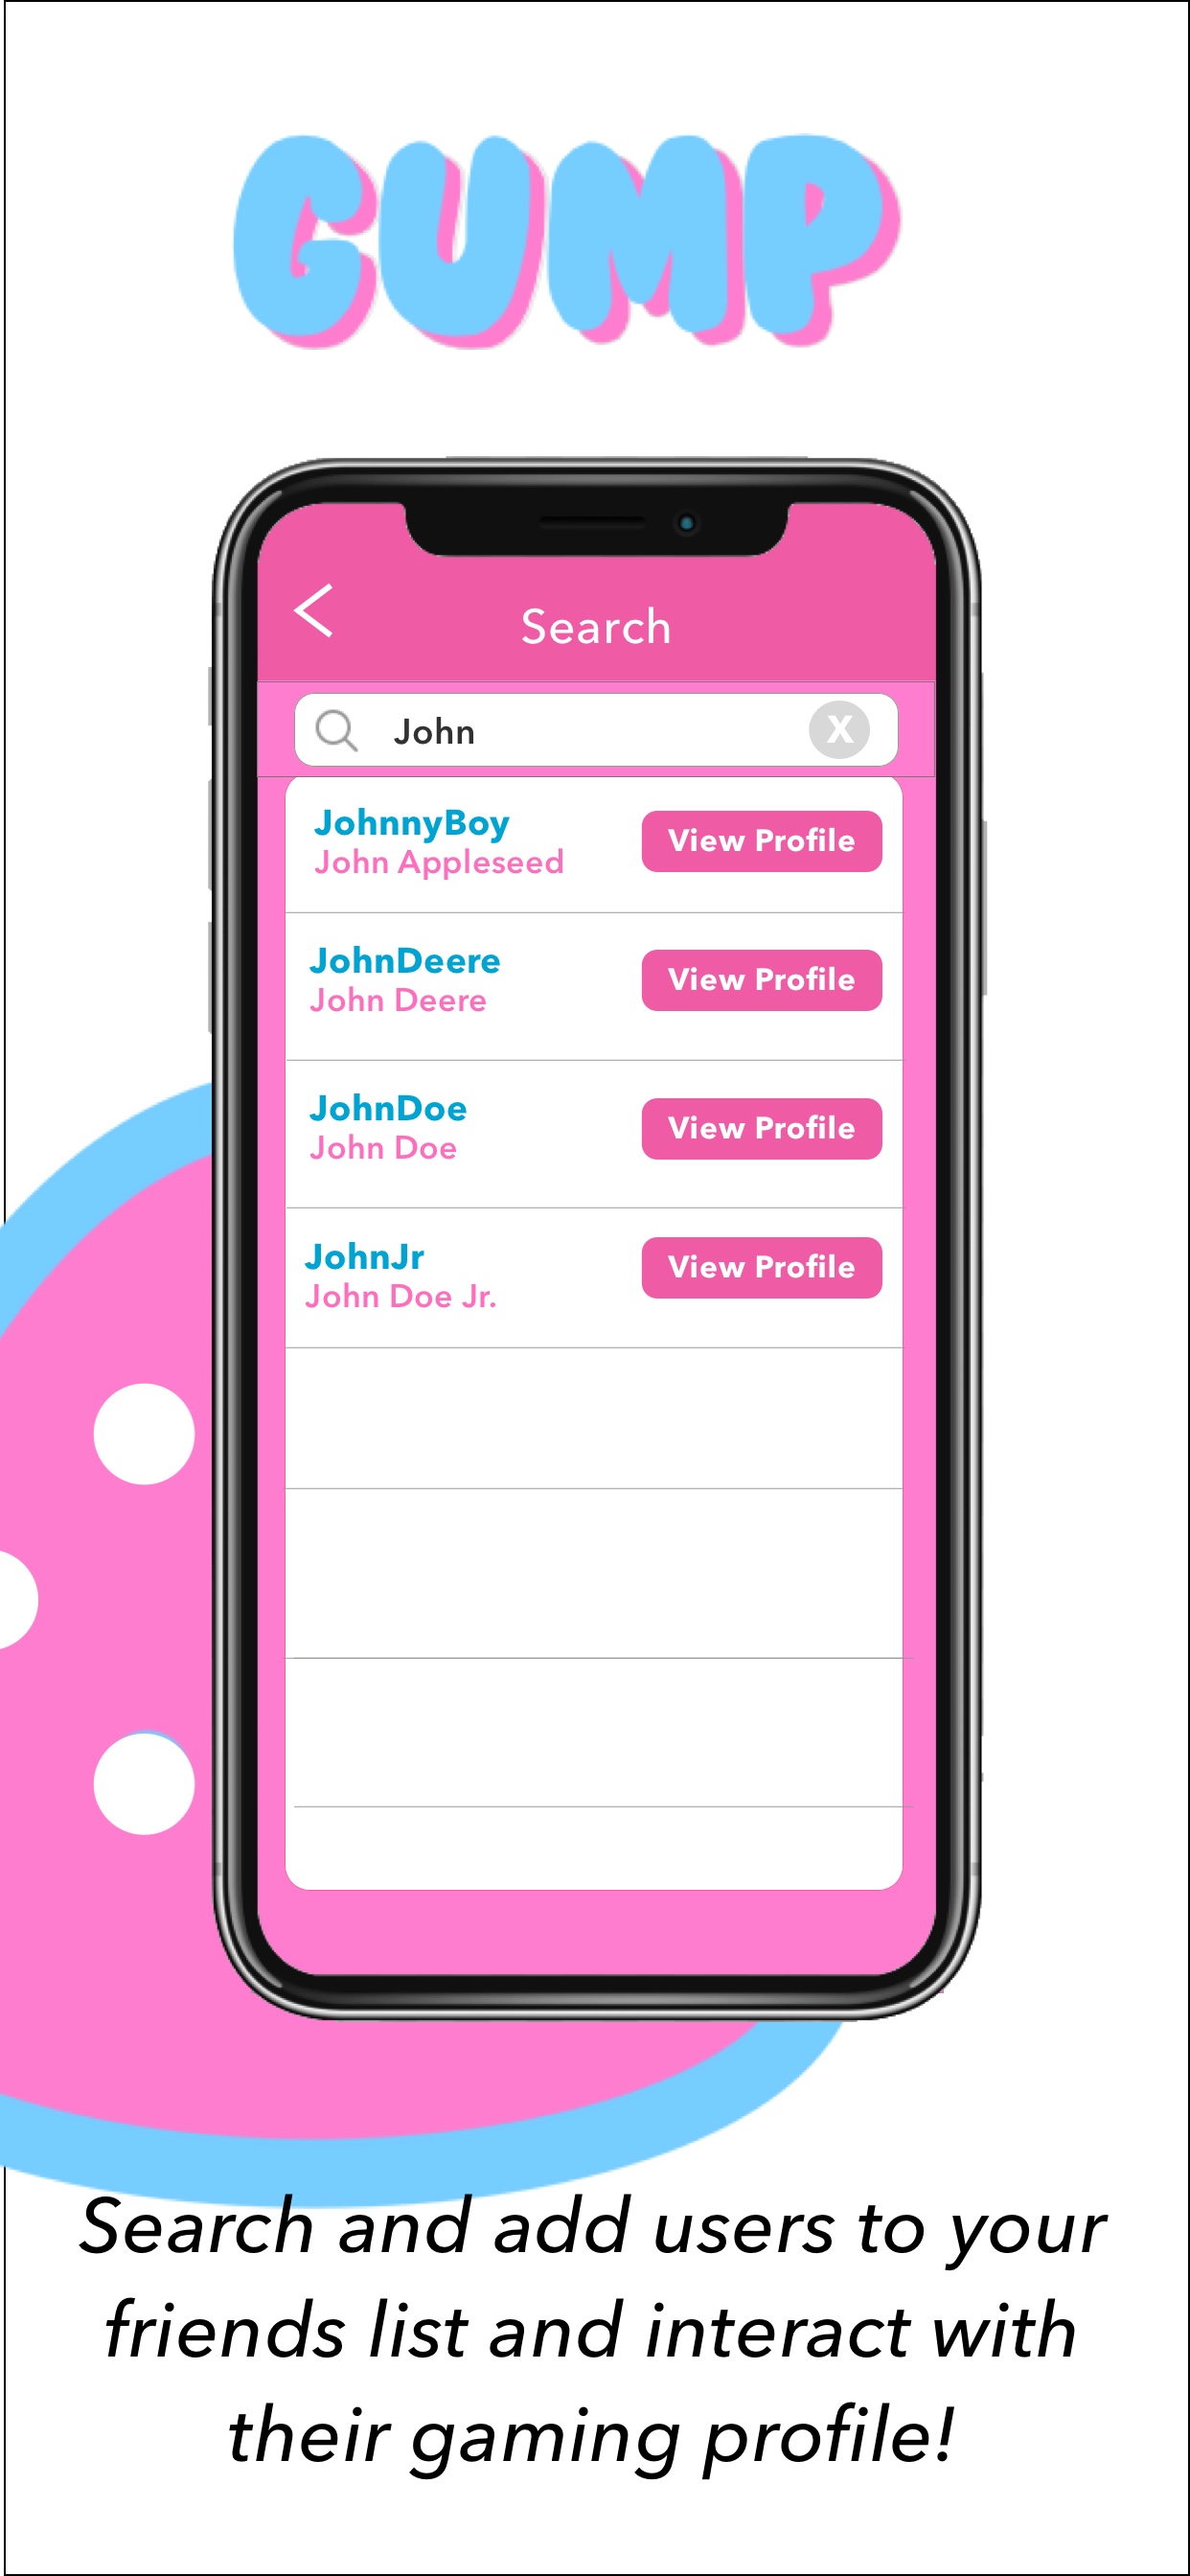 GUMP
Search
John
X
JohnnyBoy
John Appleseed
View Profile
JohnDeere
John Deere
View Profile
JohnDoe
John Doe
View Profile
JohnJr
John Doe Jr.
View Profile
Search and add users to your
friends list and interact with
their gaming profile!